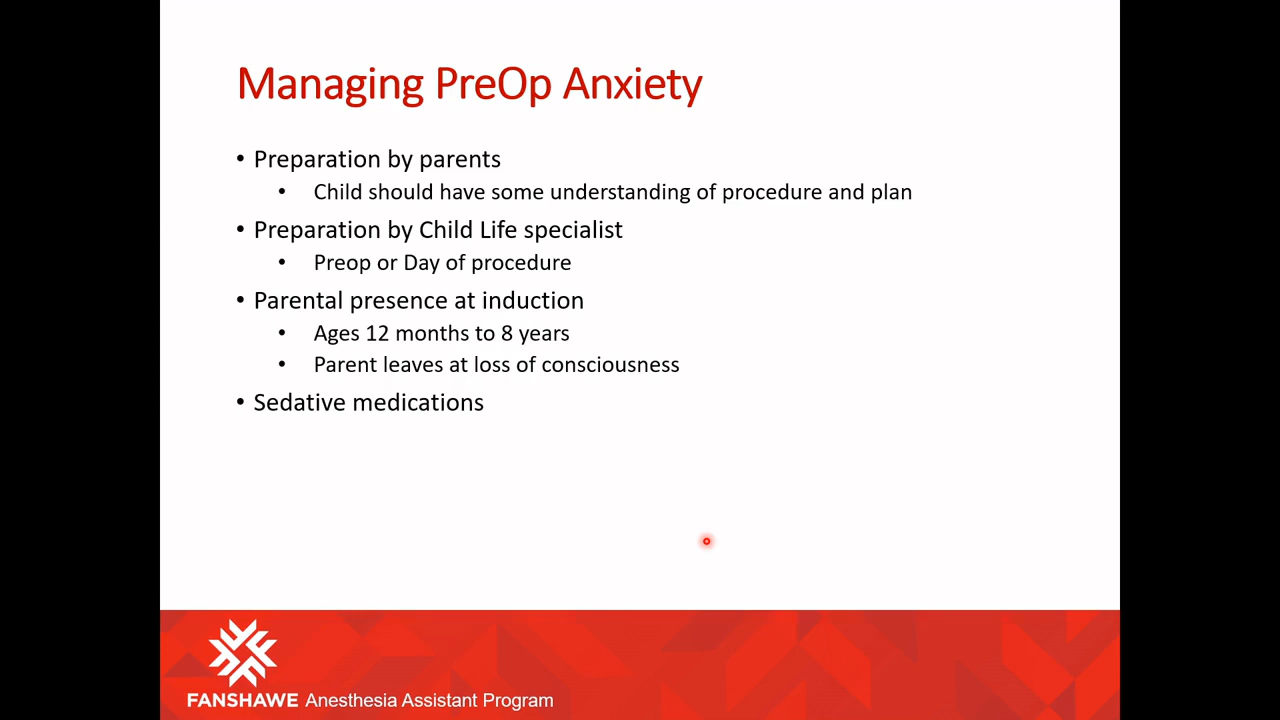 Managing PreOp Anxiety
• Preparation by parents
• Child should have some understanding of procedure and plan
• Preparation by Child Life specialist
• Preop or Day of procedure
• Parental presence at induction
• Ages 12 months to 8 years
• Parent leaves at loss of consciousness
• Sedative medications
FANSHAWE Anesthesia Assistant Program